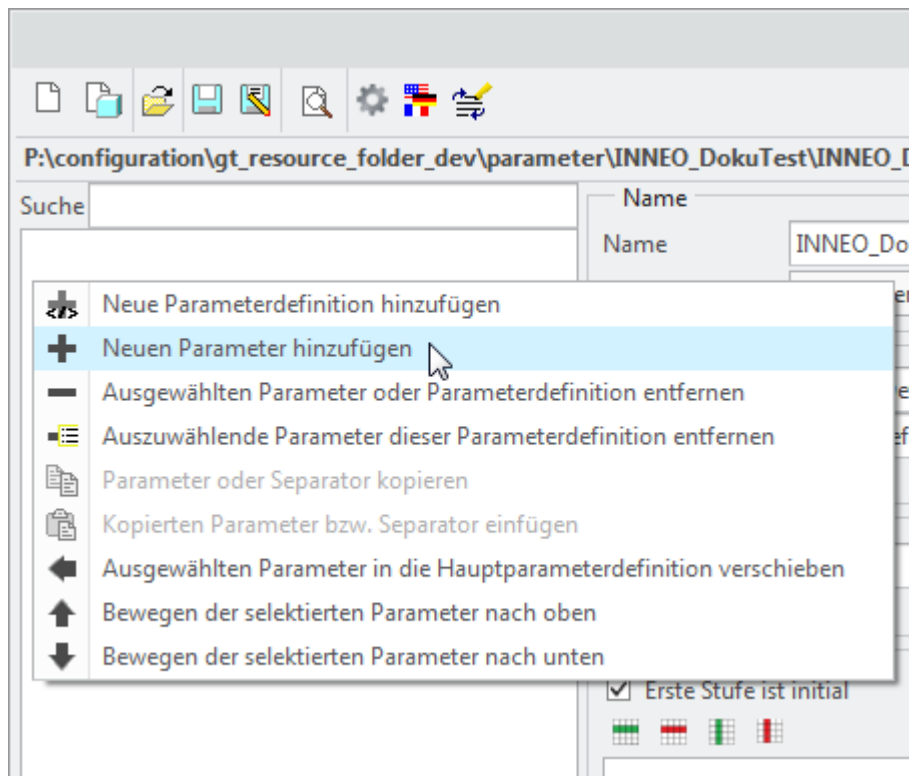 P:\configuration\gt_resource_folder_dev\parameter\INNEO_DokuTest\INNEO_
Suche
Name
Name
INNEO_Do
Neue Parameterdefinition hinzufügen
Neuen Parameter hinzufügen
Ausgewählten Parameter oder Parameterdefinition entfernen
Auszuwählende Parameter dieser Parameterdefinition entfernen
Parameter oder Separator kopieren
Kopierten Parameter bzw. Separator einfügen
Ausgewählten Parameter in die Hauptparameterdefinition verschieben
Bewegen der selektierten Parameter nach oben
Bewegen der selektierten Parameter nach unten
Erste Stufe ist initial